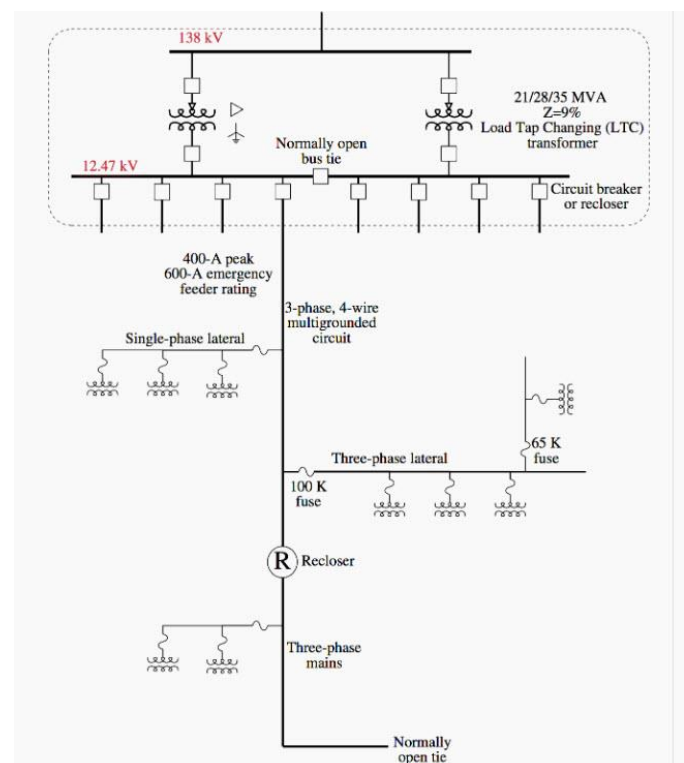 138 kV
21/28/35 MVA
Z=9%
Load Tap Changing (LTC)
transformer
Normally open
bus tie
12.47 kV
Circuit breaker
or recloser
400-A peak
600-A emergency
feeder rating
3-phase, 4-wire
multigrounded
circuit
Single-phase lateral
65 K
fuse
Three-phase lateral
100 K
fuse
R Recloser
Three-phase
mains
Normally
open tie